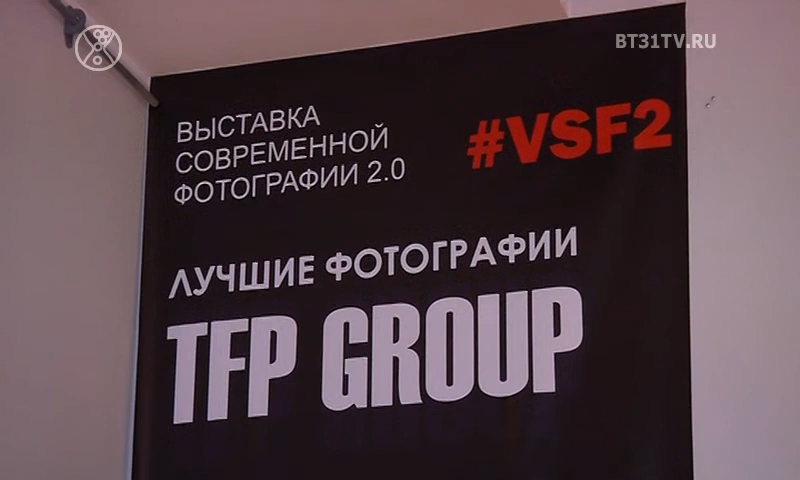 BT31TV.RU
ВЫСТАВКА
СОВРЕМЕННОЙ
ФОТОГРАФИИ 2.0
#VSF2
ЛУЧШИЕ ФОТОГРАФИИ
TFP GROUP